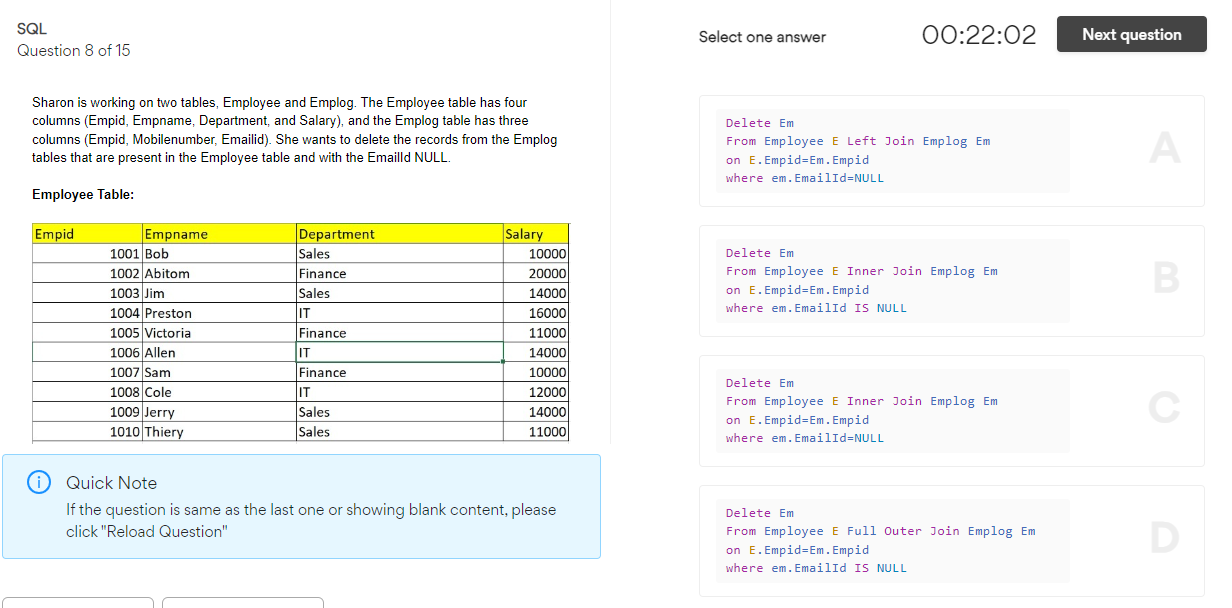 SQL
Question 8 of 15
Select one answer
00:22:02
Next question
Sharon is working on two tables, Employee and Emplog. The Employee table has four
columns (Empid, Empname, Department, and Salary), and the Emplog table has three
columns (Empid, Mobilenumber, Emailid). She wants to delete the records from the Emplog
tables that are present in the Employee table and with the EmailId NULL.
Employee Table:
Empid Empname Department Salary
1001 Bob Sales 10000
1002 Abitom Finance 20000
1003 Jim Sales 14000
1004 Preston IT 16000
1005 Victoria Finance 11000
1006 Allen IT 14000
1007 Sam Finance 10000
1008 Cole IT 12000
1009 Jerry Sales 14000
1010 Thiery Sales 11000
Quick Note
If the question is same as the last one or showing blank content, please
click "Reload Question"
Delete Em
From Employee E Left Join Emplog Em
on E.Empid=Em.Empid
where em.EmailId=NULL
A
Delete Em
From Employee E Inner Join Emplog Em
on E.Empid=Em.Empid
where em.EmailId IS NULL
B
Delete Em
From Employee E Inner Join Emplog Em
on E.Empid=Em.Empid
where em.EmailId=NULL
C
Delete Em
From Employee E Full Outer Join Emplog Em
on E.Empid=Em.Empid
where em.EmailId IS NULL
D